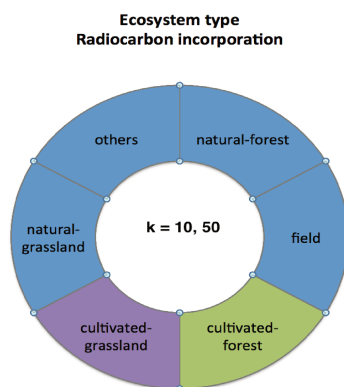 Ecosystem type
Radiocarbon incorporation
others
natural-forest
natural-
grassland
k = 10, 50
field
cultivated-
grassland
cultivated-
forest